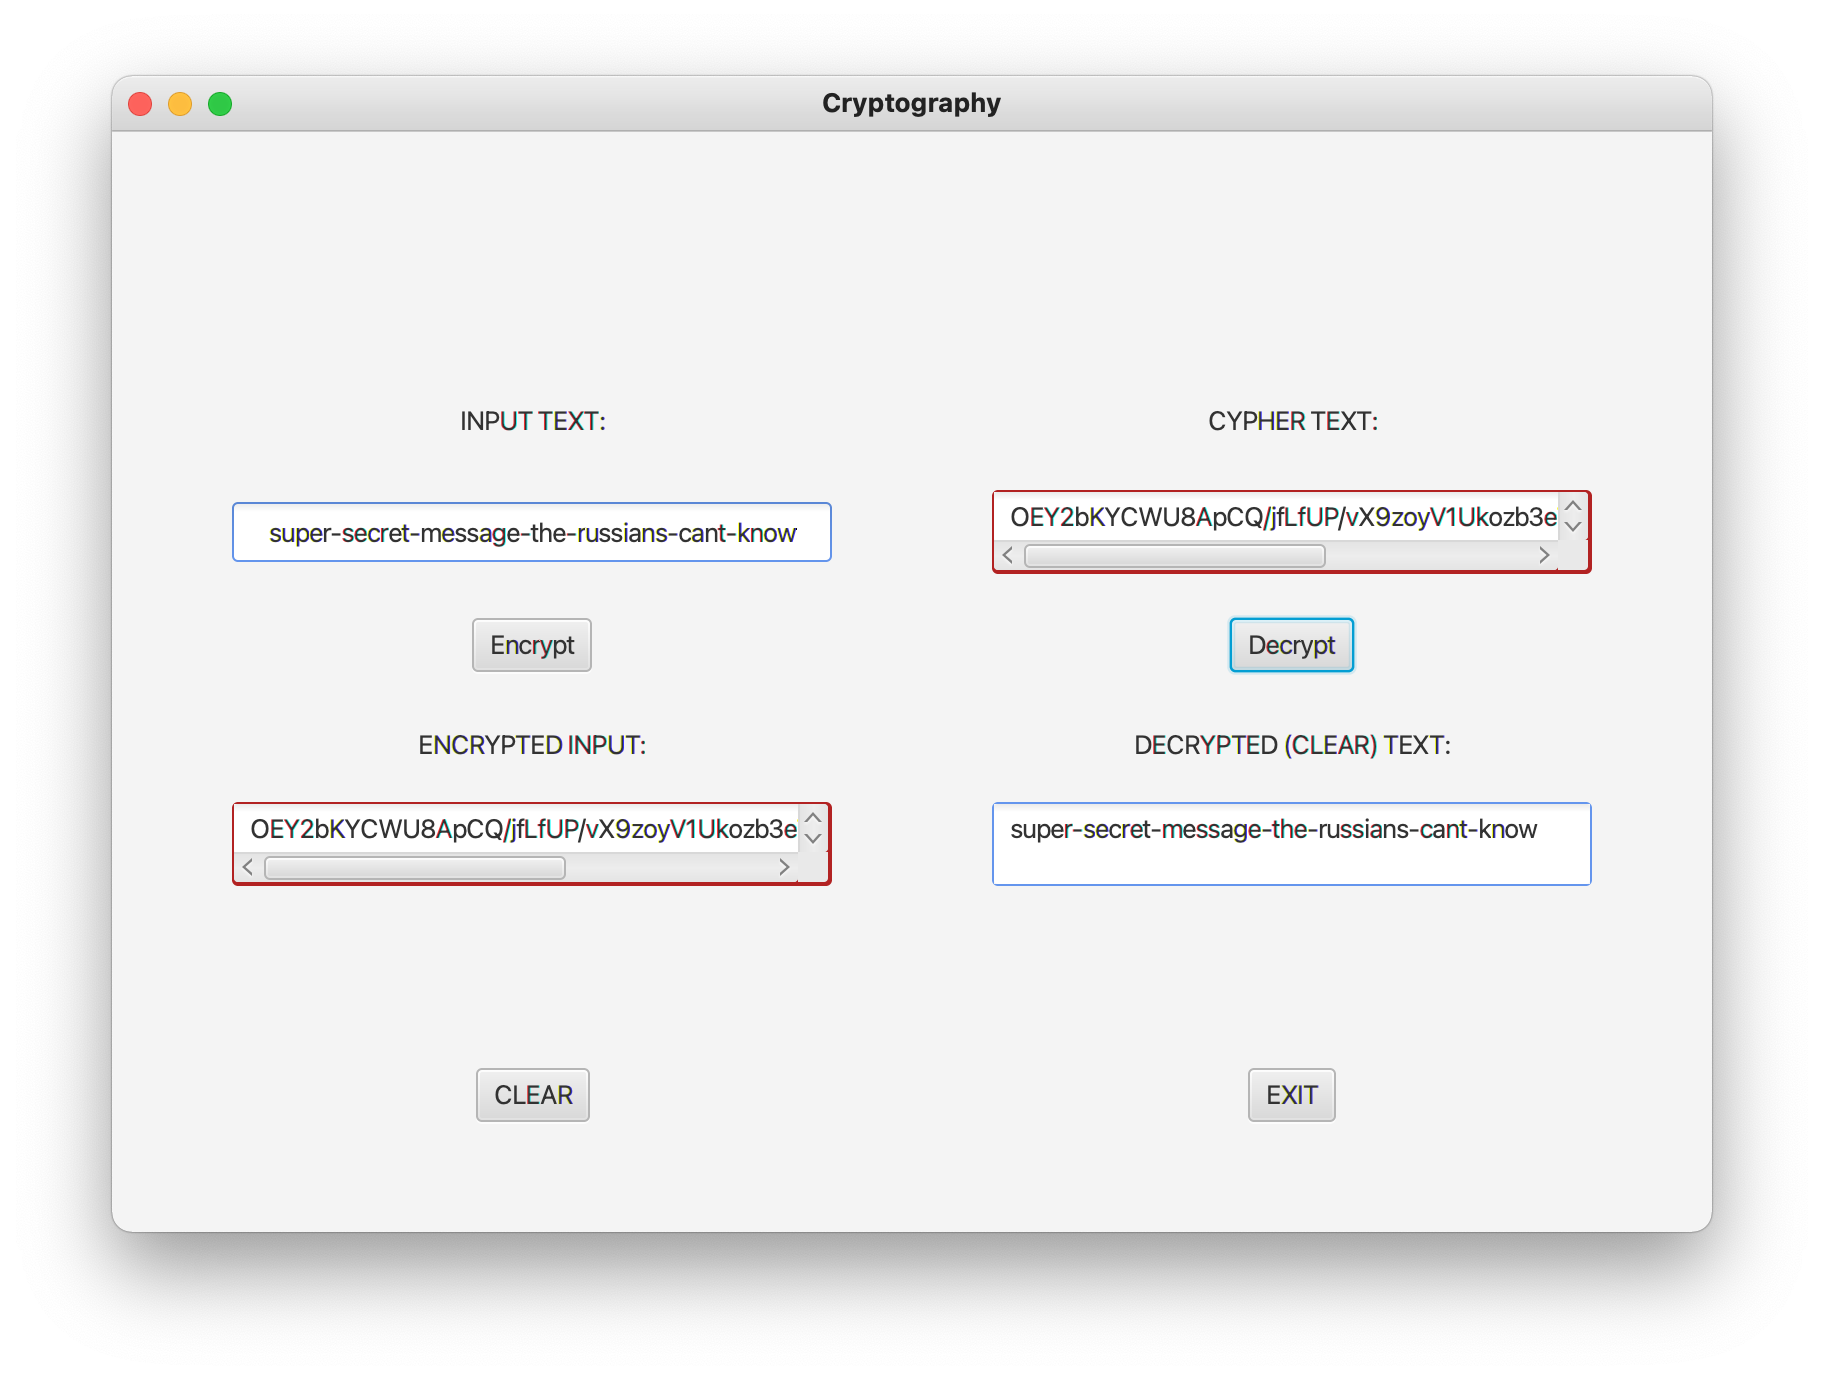 Cryptography
INPUT TEXT:
super-secret-message-the-russians-cant-know
Encrypt
ENCRYPTED INPUT:
OEY2bKYCWU8ApCQ/jfLfUP/vX9zoyV1Ukozb3e
CLEAR
CYPHER TEXT:
OEY2bKYCWU8ApCQ/jfLfUP/vX9zoyV1Ukozb3e
Decrypt
DECRYPTED (CLEAR) TEXT:
super-secret-message-the-russians-cant-know
EXIT